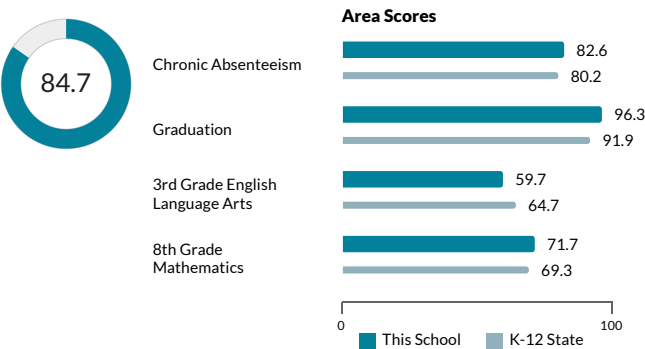 Area Scores
84.7
Chronic Absenteeism
82.6
80.2
Graduation
96.3
91.9
3rd Grade English
Language Arts
59.7
64.7
8th Grade
Mathematics
71.7
69.3
0 100
This School K-12 State